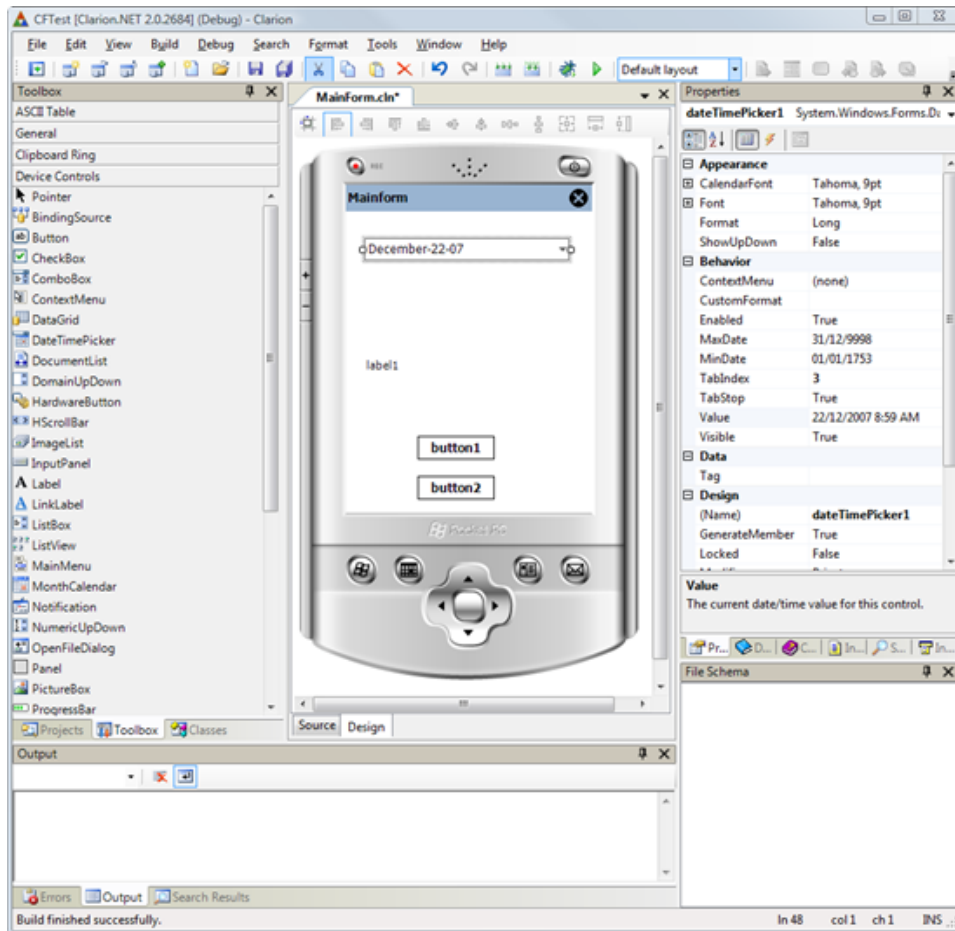 CFTest [Clarion.NET 2.0.2684] (Debug) - Clarion
File Edit View Build Debug Search Format Tools Window Help
Default layout
Toolbox
ASCII Table
General
Clipboard Ring
Device Controls
Pointer
BindingSource
Button
CheckBox
ComboBox
ContextMenu
DataGrid
DateTimePicker
DocumentList
DomainUpDown
HardwareButton
HScrollBar
ImageList
InputPanel
Label
LinkLabel
ListBox
ListView
MainMenu
MonthCalendar
Notification
NumericUpDown
OpenFileDialog
Panel
PictureBox
ProgressBar
Projects Toolbox Classes
MainForm.cln*
Mainform
December-22-07
label1
button1
button2
Pocket PC
Source Design
Properties
dateTimePicker1 System.Windows.Forms.Da
Appearance
CalendarFont Tahoma, 9pt
Font Tahoma, 9pt
Format Long
ShowUpDown False
Behavior
ContextMenu (none)
CustomFormat
Enabled True
MaxDate 31/12/9998
MinDate 01/01/1753
TabIndex 3
TabStop True
Value 22/12/2007 8:59 AM
Visible True
Data
Tag
Design
(Name) dateTimePicker1
GenerateMember True
Locked False
Value
The current date/time value for this control.
Pr... D... C... In... S... In...
File Schema
Output
Errors Output Search Results
Build finished successfully. ln 48 col 1 ch 1 INS